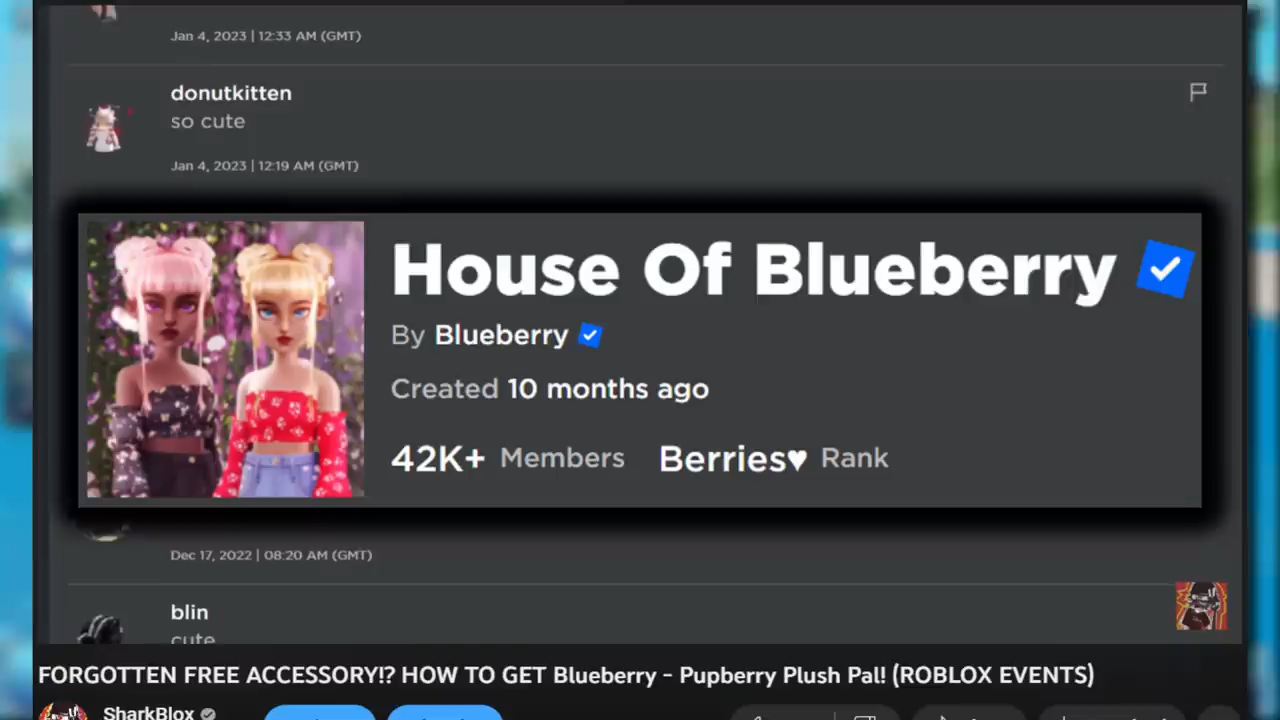 Jan 4, 2023 | 12:33 AM (GMT)
donutkitten
so cute
Jan 4, 2023 | 12:19 AM (GMT)
House Of Blueberry
By Blueberry
Created 10 months ago
42K+ Members Berries♥ Rank
Dec 17, 2022 | 08:20 AM (GMT)
blin
cute
FORGOTTEN FREE ACCESSORY!? HOW TO GET Blueberry - Pupberry Plush Pal! (ROBLOX EVENTS)
SharkBlox